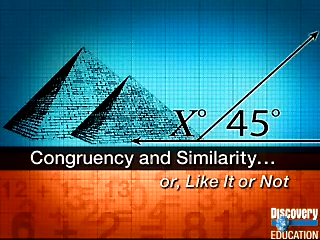 X° 45°
Congruency and Similarity...
or, Like It or Not
Discovery
EDUCATION